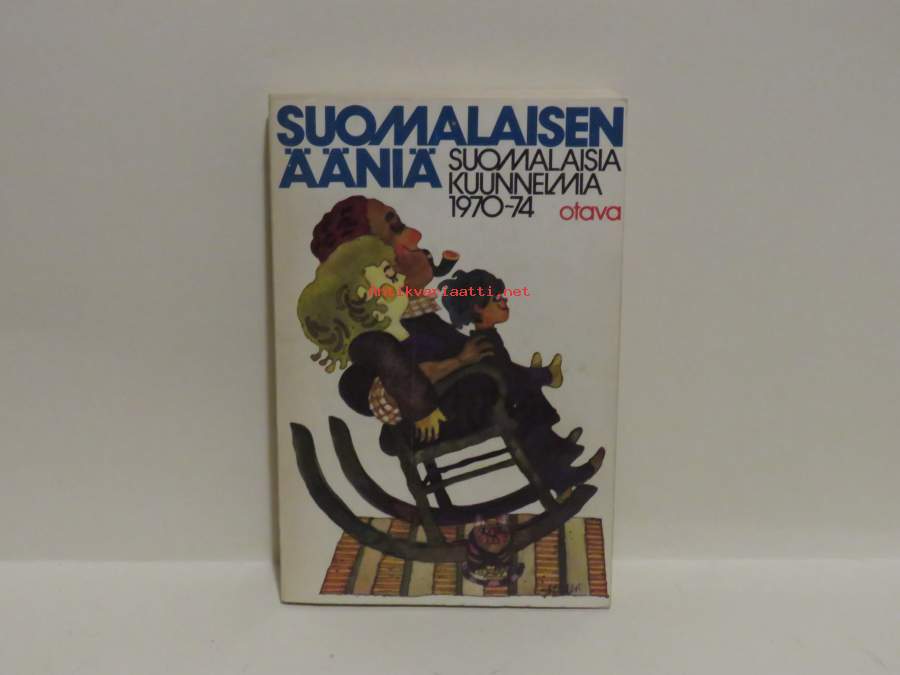 SUOMALAISEN
ÄÄNIÄ
SUOMALAISIA
KUUNNELMIA
1970-74
otava
Antikvariaatti.net